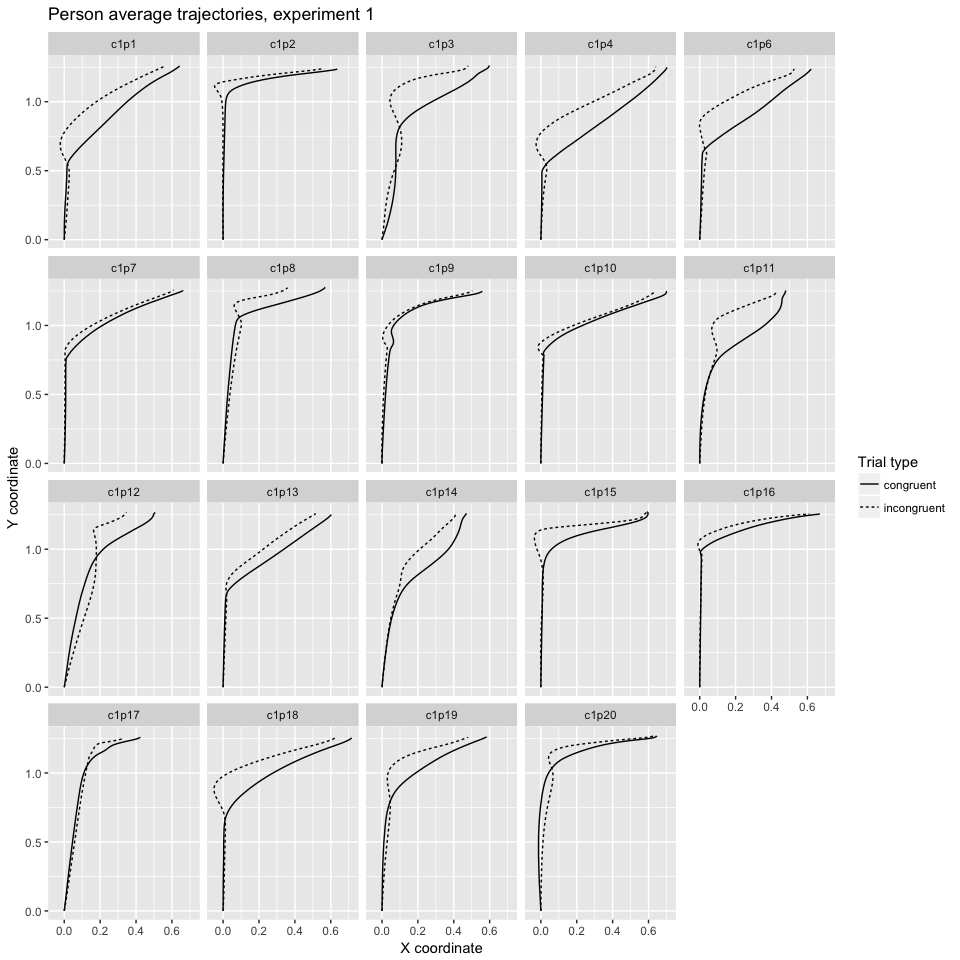 Person average trajectories, experiment 1
c1p1 c1p2 c1p3 c1p4 c1p6
1.0
0.5
0.0
c1p7 c1p8 c1p9 c1p10 c1p11
1.0
0.5
0.0
Y coordinate
Trial type
congruent
incongruent
c1p12 c1p13 c1p14 c1p15 c1p16
1.0
0.5
0.0
0.0 0.2 0.4 0.6
c1p17 c1p18 c1p19 c1p20
1.0
0.5
0.0
0.0 0.2 0.4 0.6 0.0 0.2 0.4 0.6 0.0 0.2 0.4 0.6 0.0 0.2 0.4 0.6
X coordinate